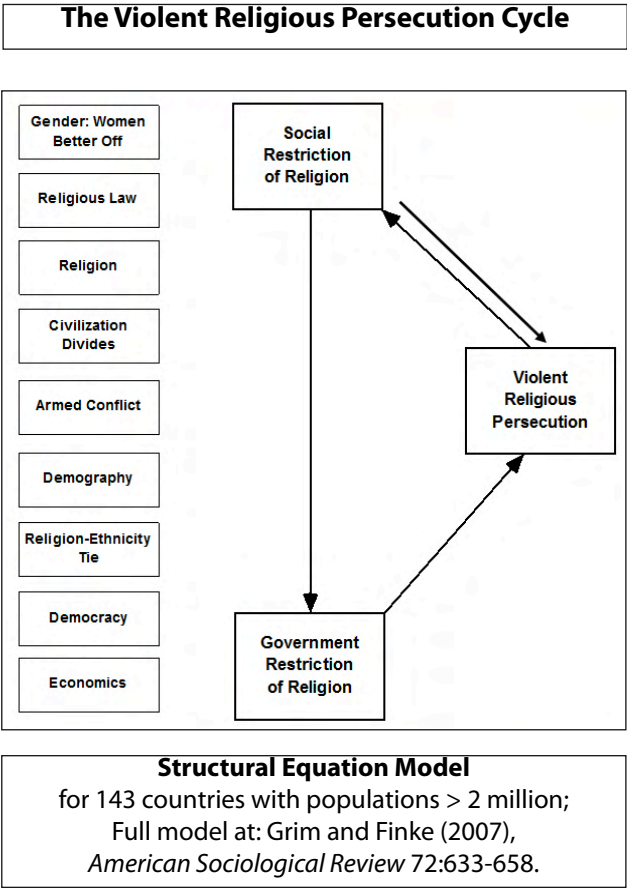 The Violent Religious Persecution Cycle
Gender: Women
Better Off
Religious Law
Religion
Civilization
Divides
Armed Conflict
Demography
Religion-Ethnicity
Tie
Democracy
Economics
Social
Restriction
of Religion
Violent
Religious
Persecution
Government
Restriction
of Religion
Structural Equation Model
for 143 countries with populations > 2 million;
Full model at: Grim and Finke (2007),
American Sociological Review 72:633-658.